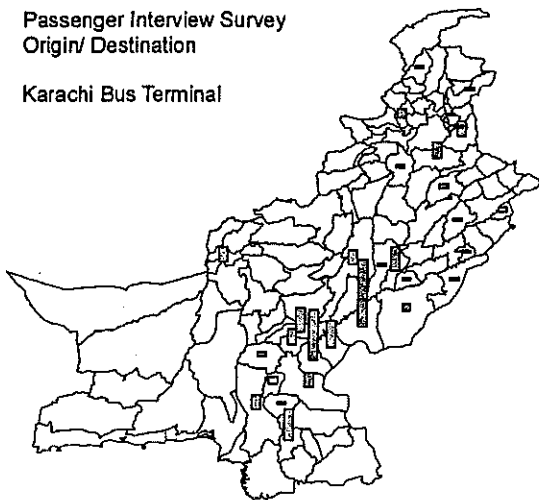 Passenger Interview Survey
Origin/ Destination
Karachi Bus Terminal